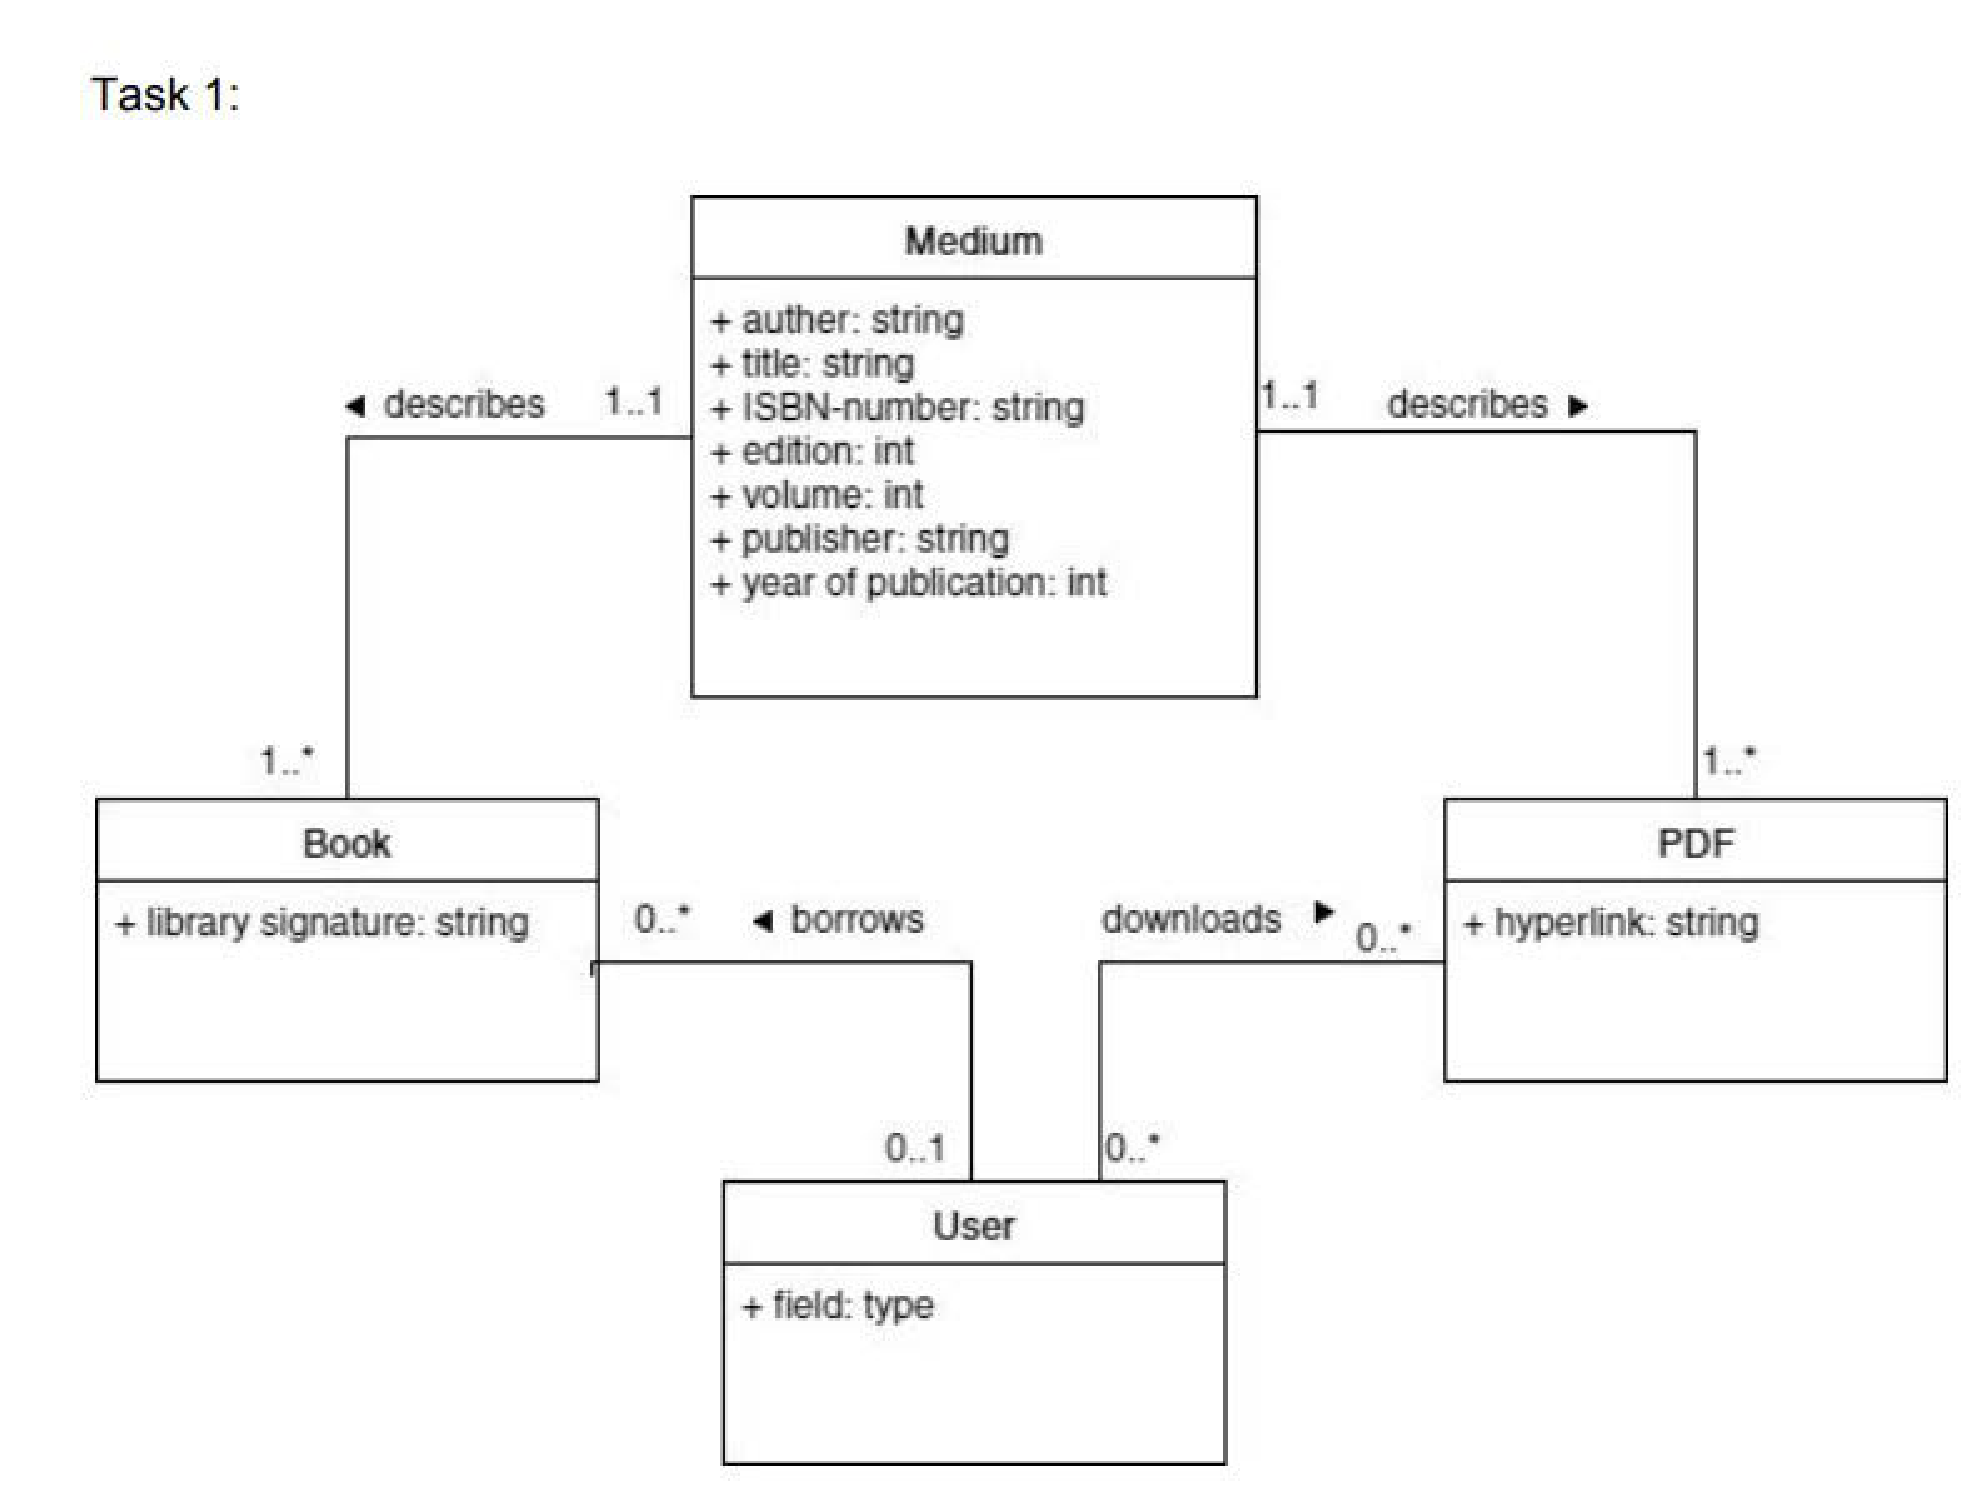 Task 1:
Medium
+ auther: string
+ title: string
+ ISBN-number: string
+ edition: int
+ volume: int
+ publisher: string
+ year of publication: int
◄ describes
1..1
1..1
describes ►
1..*
1..*
Book
+ library signature: string
PDF
+ hyperlink: string
0..*
◄ borrows
downloads ►
0..*
0..1
0..*
User
+ field: type